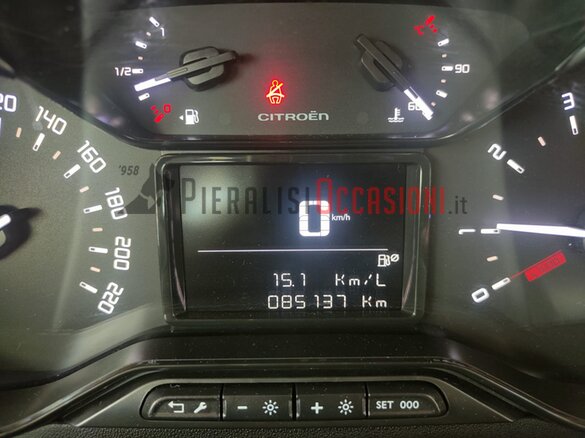 1
1/2
0
CITROËN
60
90
120
140
160
180
200
220
'958
PIERALISIOCCASIONI.it
0 km/h
15.1 Km/L
085137 Km
3
2
1
0
- +
SET 000